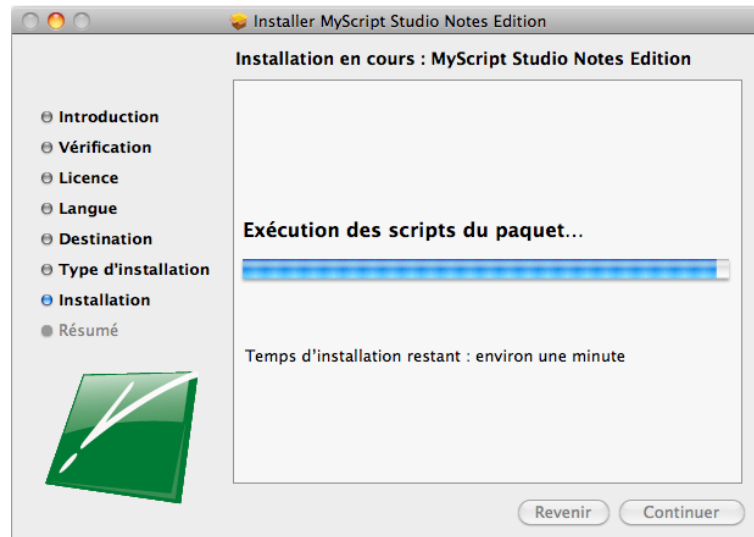 Installer MyScript Studio Notes Edition
Installation en cours : MyScript Studio Notes Edition
Introduction
Vérification
Licence
Langue
Destination
Type d'installation
Installation
Résumé
Exécution des scripts du paquet...
Temps d'installation restant : environ une minute
Revenir
Continuer